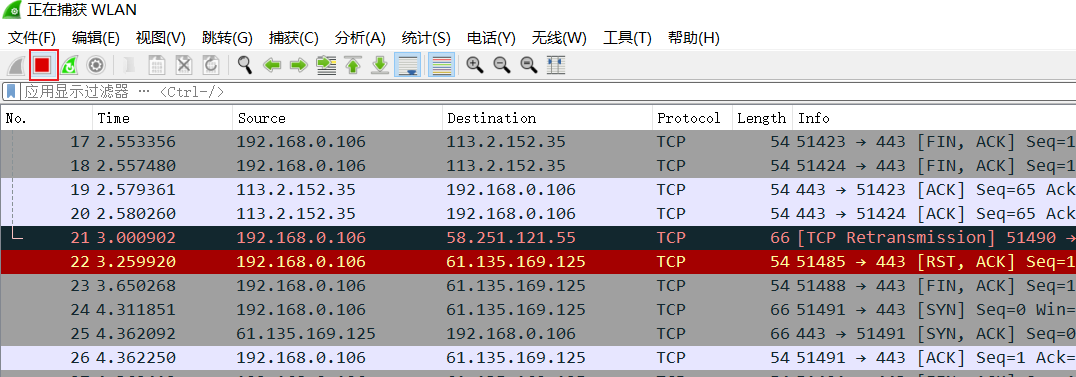 正在捕获 WLAN
文件(F) 编辑(E) 视图(V) 跳转(G) 捕获(C) 分析(A) 统计(S) 电话(Y) 无线(W) 工具(T) 帮助(H)
应用显示过滤器 … <Ctrl-/>
No. Time Source Destination Protocol Length Info
17 2.553356 192.168.0.106 113.2.152.35 TCP 54 51423 → 443 [FIN, ACK] Seq=1
18 2.557480 192.168.0.106 113.2.152.35 TCP 54 51424 → 443 [FIN, ACK] Seq=1
19 2.579361 113.2.152.35 192.168.0.106 TCP 54 443 → 51423 [ACK] Seq=65 Ack
20 2.580260 113.2.152.35 192.168.0.106 TCP 54 443 → 51424 [ACK] Seq=65 Ack
21 3.000902 192.168.0.106 58.251.121.55 TCP 66 [TCP Retransmission] 51490 →
22 3.259920 192.168.0.106 61.135.169.125 TCP 54 51485 → 443 [RST, ACK] Seq=1
23 3.650268 192.168.0.106 61.135.169.125 TCP 54 51488 → 443 [FIN, ACK] Seq=1
24 4.311851 192.168.0.106 61.135.169.125 TCP 66 51491 → 443 [SYN] Seq=0 Win=
25 4.362092 61.135.169.125 192.168.0.106 TCP 66 443 → 51491 [SYN, ACK] Seq=0
26 4.362250 192.168.0.106 61.135.169.125 TCP 54 51491 → 443 [ACK] Seq=1 Ack=